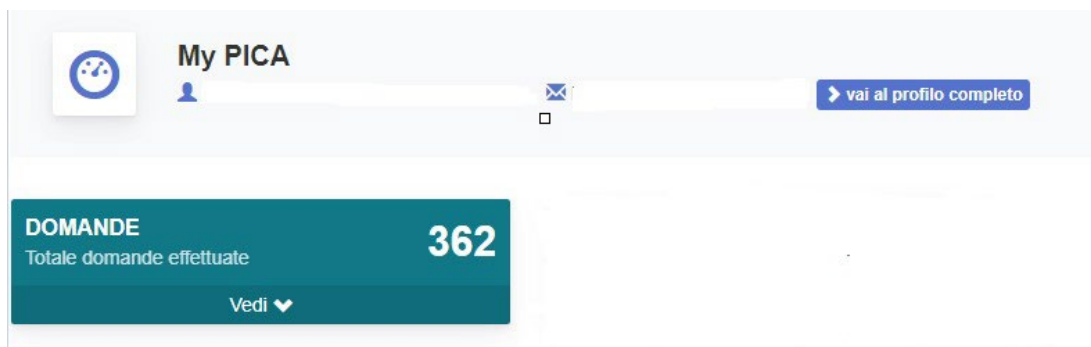 My PICA
vai al profilo completo
DOMANDE
362
Totale domande effettuate
Vedi